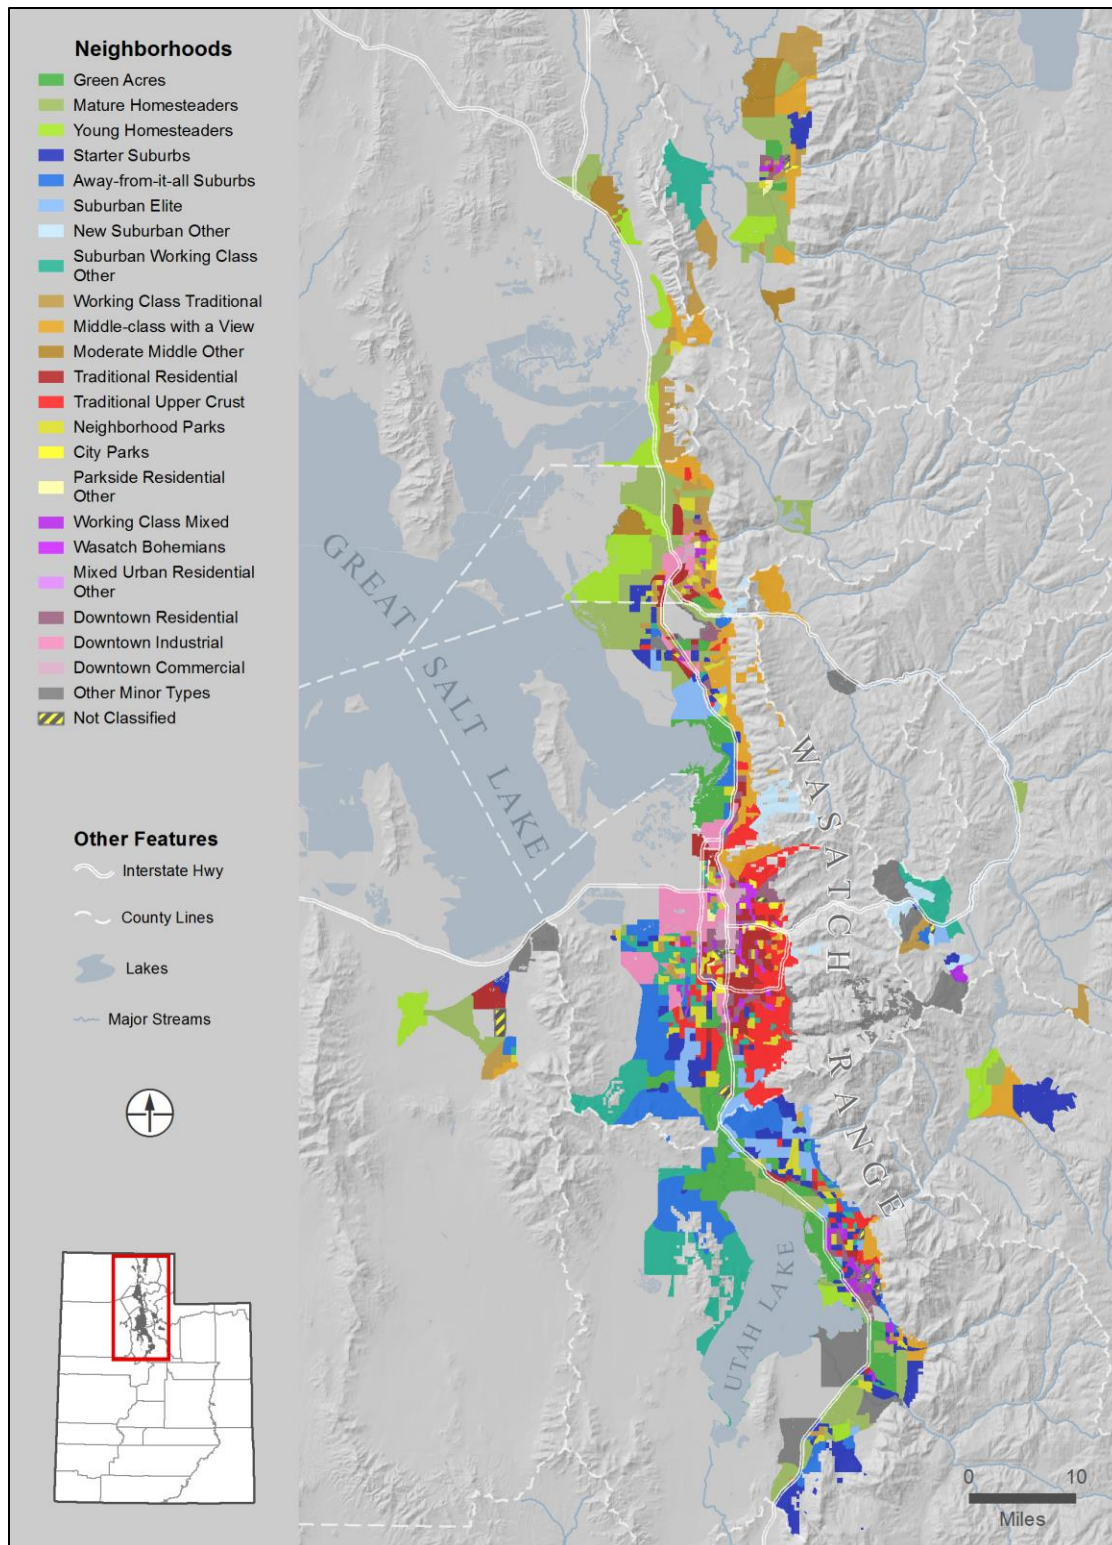 Neighborhoods
Green Acres
Mature Homesteaders
Young Homesteaders
Starter Suburbs
Away-from-it-all Suburbs
Suburban Elite
New Suburban Other
Suburban Working Class
Other
Working Class Traditional
Middle-class with a View
Moderate Middle Other
Traditional Residential
Traditional Upper Crust
Neighborhood Parks
City Parks
Parkside Residential
Other
Working Class Mixed
Wasatch Bohemians
Mixed Urban Residential
Other
Downtown Residential
Downtown Industrial
Downtown Commercial
Other Minor Types
Not Classified
Other Features
Interstate Hwy
County Lines
Lakes
Major Streams
GREAT SALT LAKE
WASATCH RANGE
UTAH LAKE
0 10
Miles